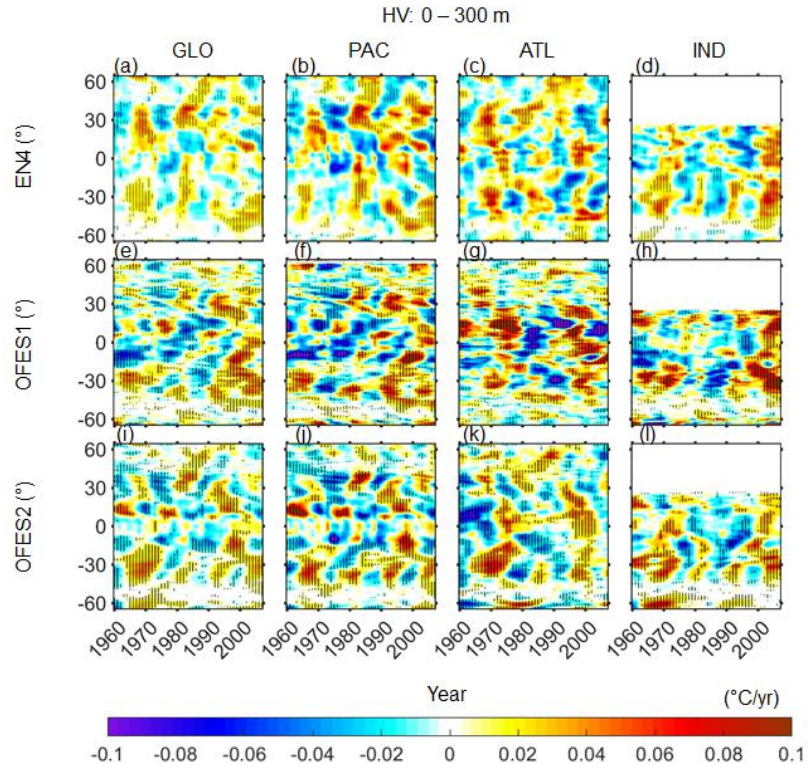 HV: 0 – 300 m
GLO PAC ATL IND
(a) (b) (c) (d)
EN4 (°)
60
30
0
-30
-60
(e) (f) (g) (h)
OFES1 (°)
60
30
0
-30
-60
(i) (j) (k) (l)
OFES2 (°)
60
30
0
-30
-60
1960 1970 1980 1990 2000 1960 1970 1980 1990 2000 1960 1970 1980 1990 2000 1960 1970 1980 1990 2000
Year (°C/yr)
-0.1 -0.08 -0.06 -0.04 -0.02 0 0.02 0.04 0.06 0.08 0.1